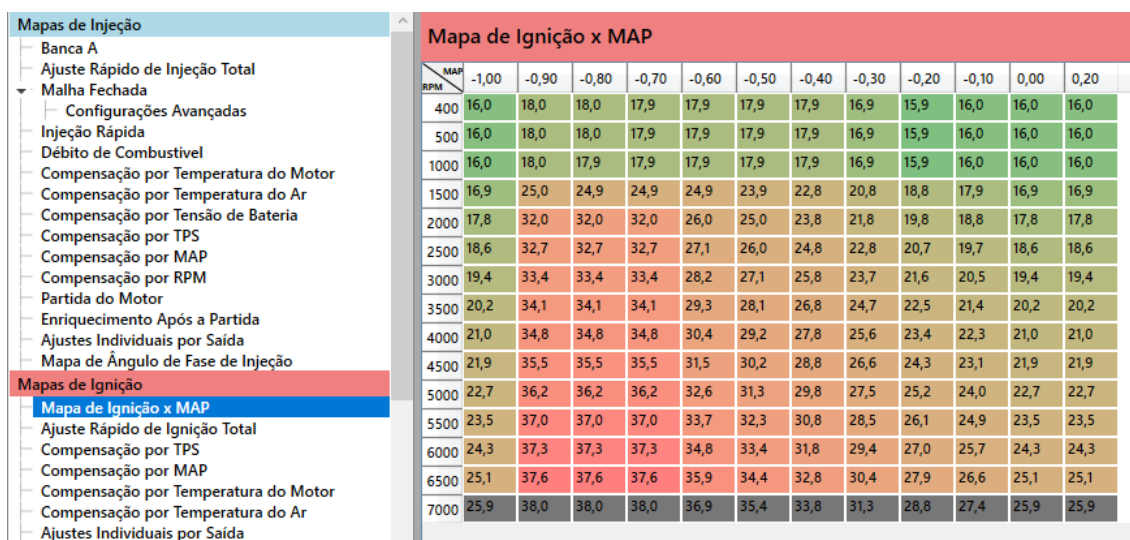 Mapas de Injeção
Banca A
Ajuste Rápido de Injeção Total
Malha Fechada
Configurações Avançadas
Injeção Rápida
Débito de Combustivel
Compensação por Temperatura do Motor
Compensação por Temperatura do Ar
Compensação por Tensão de Bateria
Compensação por TPS
Compensação por MAP
Compensação por RPM
Partida do Motor
Enriquecimento Após a Partida
Ajustes Individuais por Saída
Mapa de Ângulo de Fase de Injeção
Mapas de Ignição
Mapa de Ignição x MAP
Ajuste Rápido de Ignição Total
Compensação por TPS
Compensação por MAP
Compensação por Temperatura do Motor
Compensação por Temperatura do Ar
Ajustes Individuais por Saída
Mapa de Ignição x MAP
RPM MAP -1,00 -0,90 -0,80 -0,70 -0,60 -0,50 -0,40 -0,30 -0,20 -0,10 0,00 0,20
400 16,0 18,0 18,0 17,9 17,9 17,9 17,9 16,9 15,9 16,0 16,0 16,0
500 16,0 18,0 18,0 17,9 17,9 17,9 17,9 16,9 15,9 16,0 16,0 16,0
1000 16,0 18,0 17,9 17,9 17,9 17,9 17,9 16,9 15,9 16,0 16,0 16,0
1500 16,9 25,0 24,9 24,9 24,9 23,9 22,8 20,8 18,8 17,9 16,9 16,9
2000 17,8 32,0 32,0 32,0 26,0 25,0 23,8 21,8 19,8 18,8 17,8 17,8
2500 18,6 32,7 32,7 32,7 27,1 26,0 24,8 22,8 20,7 19,7 18,6 18,6
3000 19,4 33,4 33,4 33,4 28,2 27,1 25,8 23,7 21,6 20,5 19,4 19,4
3500 20,2 34,1 34,1 34,1 29,3 28,1 26,8 24,7 22,5 21,4 20,2 20,2
4000 21,0 34,8 34,8 34,8 30,4 29,2 27,8 25,6 23,4 22,3 21,0 21,0
4500 21,9 35,5 35,5 35,5 31,5 30,2 28,8 26,6 24,3 23,1 21,9 21,9
5000 22,7 36,2 36,2 36,2 32,6 31,3 29,8 27,5 25,2 24,0 22,7 22,7
5500 23,5 37,0 37,0 37,0 33,7 32,3 30,8 28,5 26,1 24,9 23,5 23,5
6000 24,3 37,3 37,3 37,3 34,8 33,4 31,8 29,4 27,0 25,7 24,3 24,3
6500 25,1 37,6 37,6 37,6 35,9 34,4 32,8 30,4 27,9 26,6 25,1 25,1
7000 25,9 38,0 38,0 38,0 36,9 35,4 33,8 31,3 28,8 27,4 25,9 25,9